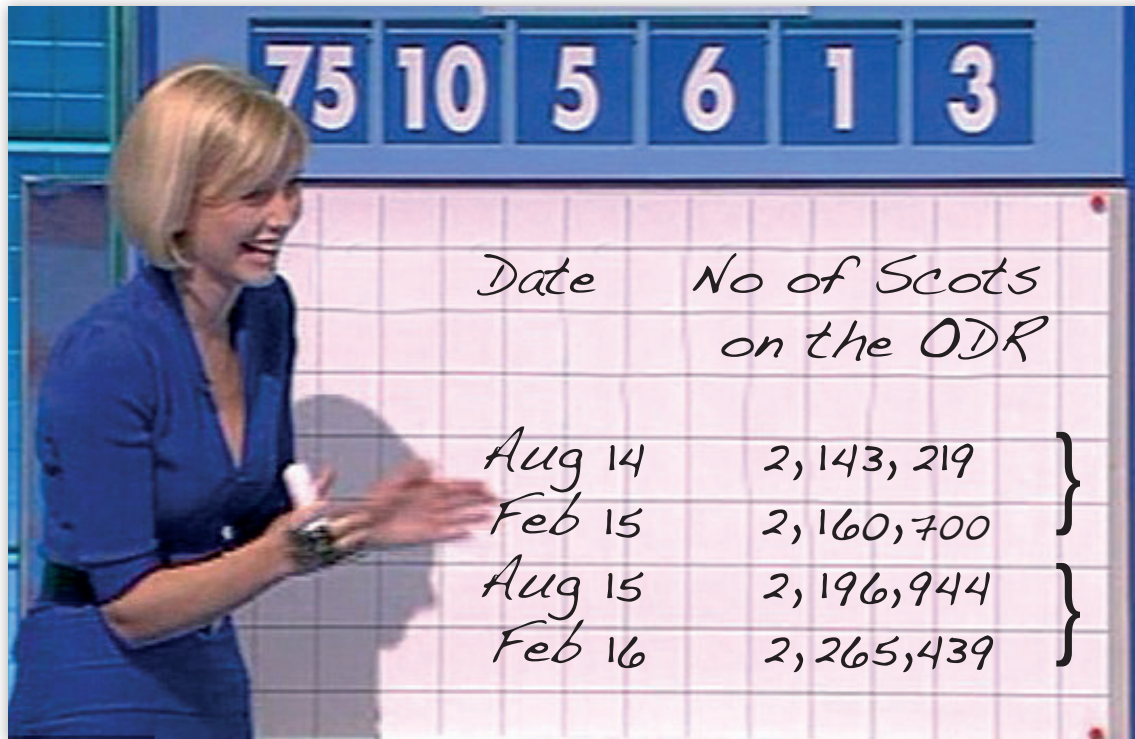 75 10 5 6 1 3
Date No of Scots
on the ODR
Aug 14 2,143,219
Feb 15 2,160,700
Aug 15 2,196,944
Feb 16 2,265,439